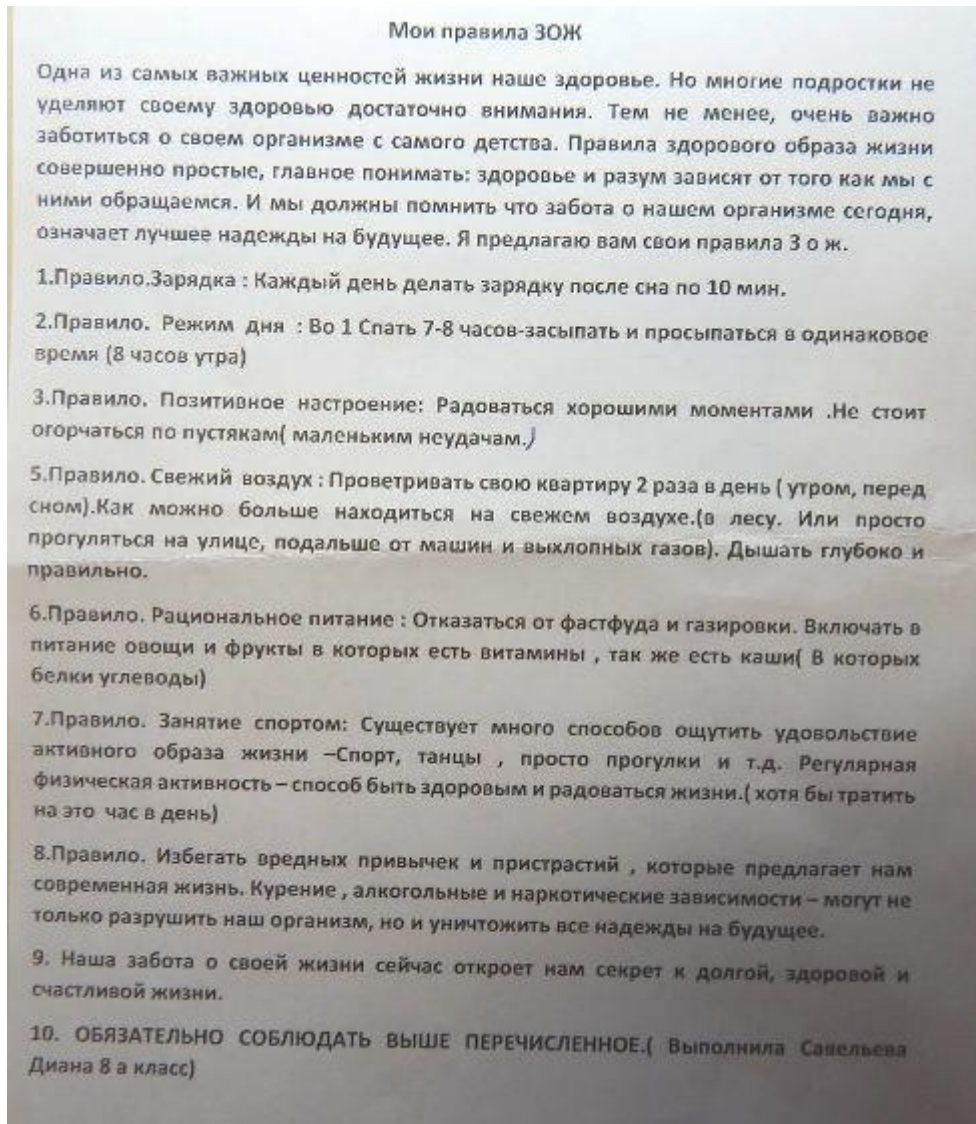 Мои правила ЗОЖ
Одна из самых важных ценностей жизни наше здоровье. Но многие подростки не
уделяют своему здоровью достаточно внимания. Тем не менее, очень важно
заботиться о своем организме с самого детства. Правила здорового образа жизни
совершенно простые, главное понимать: здоровье и разум зависят от того как мы с
ними обращаемся. И мы должны помнить что забота о нашем организме сегодня,
означает лучшее надежды на будущее. Я предлагаю вам свои правила З о ж.
1.Правило.Зарядка : Каждый день делать зарядку после сна по 10 мин.
2.Правило. Режим дня : Во 1 Спать 7-8 часов-засыпать и просыпаться в одинаковое
время (8 часов утра)
3.Правило. Позитивное настроение: Радоваться хорошими моментами .Не стоит
огорчаться по пустякам( маленьким неудачам.)
5.Правило. Свежий воздух : Проветривать свою квартиру 2 раза в день ( утром, перед
сном).Как можно больше находиться на свежем воздухе.(в лесу. Или просто
прогуляться на улице, подальше от машин и выхлопных газов). Дышать глубоко и
правильно.
6.Правило. Рациональное питание : Отказаться от фастфуда и газировки. Включать в
питание овощи и фрукты в которых есть витамины , так же есть каши( В которых
белки углеводы)
7.Правило. Занятие спортом: Существует много способов ощутить удовольствие
активного образа жизни –Спорт, танцы , просто прогулки и т.д. Регулярная
физическая активность – способ быть здоровым и радоваться жизни.( хотя бы тратить
на это час в день)
8.Правило. Избегать вредных привычек и пристрастий , которые предлагает нам
современная жизнь. Курение , алкогольные и наркотические зависимости – могут не
только разрушить наш организм, но и уничтожить все надежды на будущее.
9. Наша забота о своей жизни сейчас откроет нам секрет к долгой, здоровой и
счастливой жизни.
10. ОБЯЗАТЕЛЬНО СОБЛЮДАТЬ ВЫШЕ ПЕРЕЧИСЛЕННОЕ.( Выполнила Савельева
Диана 8 а класс)